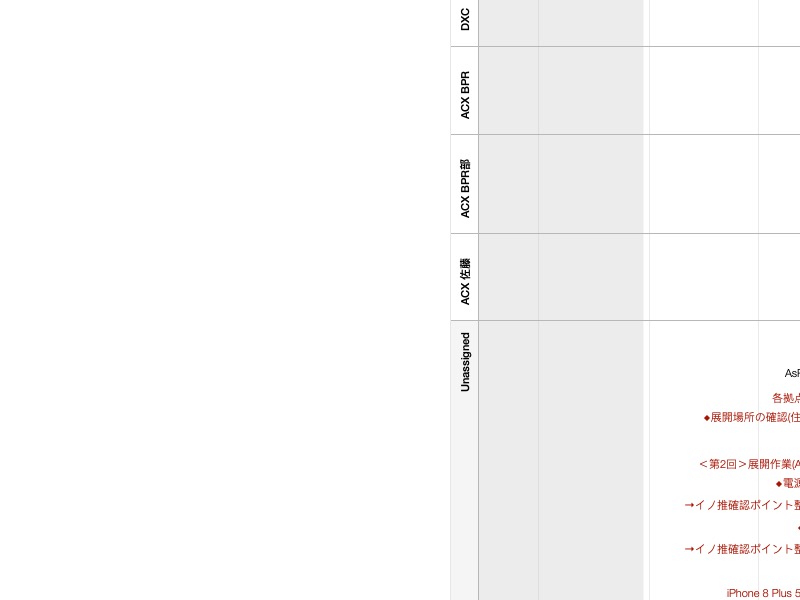 DXC
ACX BPR
ACX BPR部
ACX 佐藤
Unassigned
各拠点
◆展開場所の確認(住
＜第2回＞展開作業(A
◆電源
→イノ推確認ポイント整
→イノ推確認ポイント整
iPhone 8 Plus 5